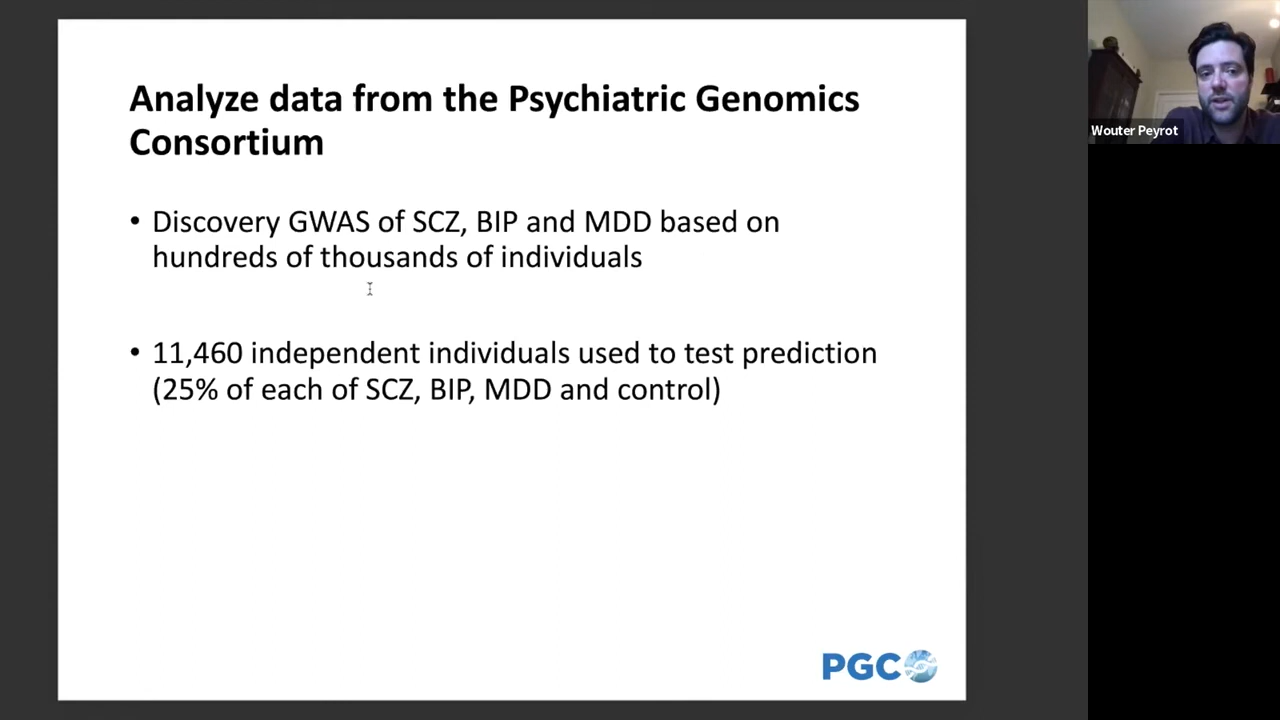 Analyze data from the Psychiatric Genomics
Consortium
• Discovery GWAS of SCZ, BIP and MDD based on
hundreds of thousands of individuals
• 11,460 independent individuals used to test prediction
(25% of each of SCZ, BIP, MDD and control)
PGC
Wouter Peyrot